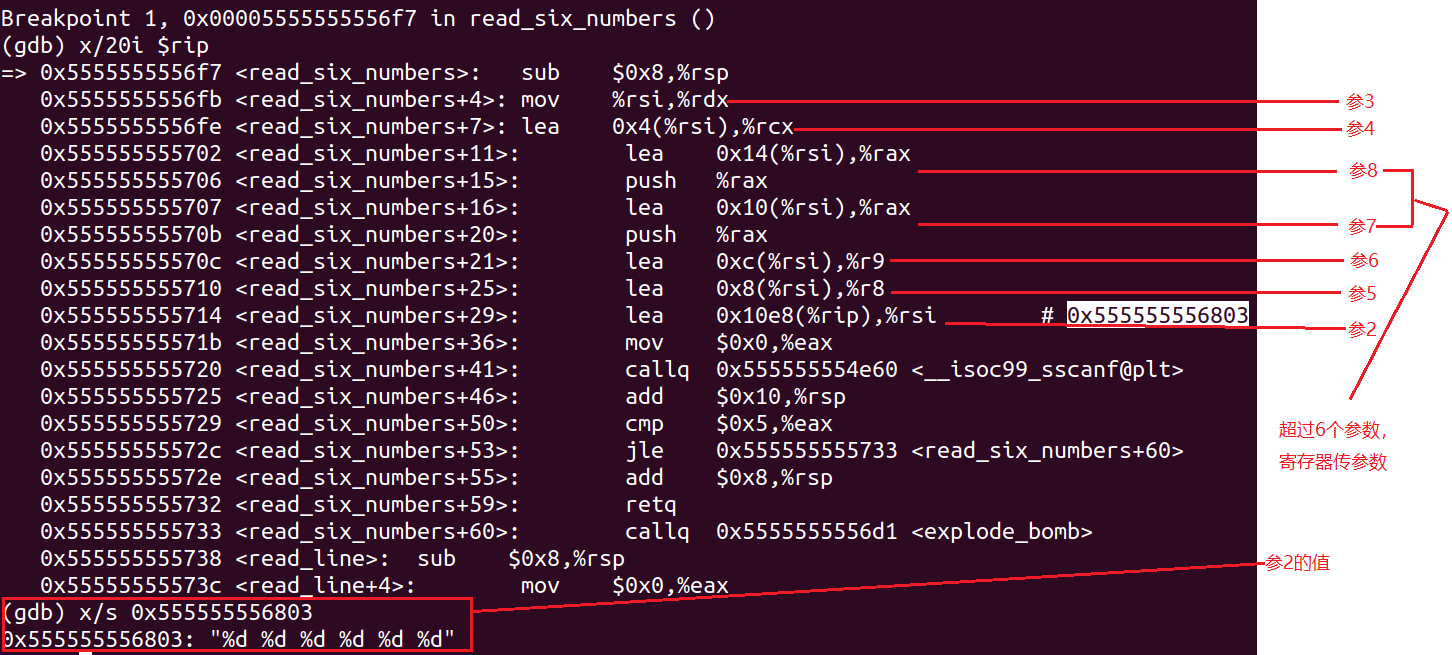 Breakpoint 1, 0x00005555555556f7 in read_six_numbers ()
(gdb) x/20i $rip
=> 0x5555555556f7 <read_six_numbers>: sub $0x8,%rsp
0x5555555556fb <read_six_numbers+4>: mov %rsi,%rdx 参3
0x5555555556fe <read_six_numbers+7>: lea 0x4(%rsi),%rcx 参4
0x555555555702 <read_six_numbers+11>: lea 0x14(%rsi),%rax
0x555555555706 <read_six_numbers+15>: push %rax 参8
0x555555555707 <read_six_numbers+16>: lea 0x10(%rsi),%rax
0x55555555570b <read_six_numbers+20>: push %rax 参7
0x55555555570c <read_six_numbers+21>: lea 0xc(%rsi),%r9 参6
0x555555555710 <read_six_numbers+25>: lea 0x8(%rsi),%r8 参5
0x555555555714 <read_six_numbers+29>: lea 0x10e8(%rip),%rsi # 0x555555556803 参2
0x55555555571b <read_six_numbers+36>: mov $0x0,%eax
0x555555555720 <read_six_numbers+41>: callq 0x555555554e60 <__isoc99_sscanf@plt>
0x555555555725 <read_six_numbers+46>: add $0x10,%rsp
0x555555555729 <read_six_numbers+50>: cmp $0x5,%eax
0x55555555572c <read_six_numbers+53>: jle 0x555555555733 <read_six_numbers+60>
0x55555555572e <read_six_numbers+55>: add $0x8,%rsp
0x555555555732 <read_six_numbers+59>: retq
0x555555555733 <read_six_numbers+60>: callq 0x5555555556d1 <explode_bomb>
0x555555555738 <read_line>: sub $0x8,%rsp
0x55555555573c <read_line+4>: mov $0x0,%eax
(gdb) x/s 0x555555556803
0x555555556803: "%d %d %d %d %d %d"
超过6个参数，
寄存器传参数
参2的值